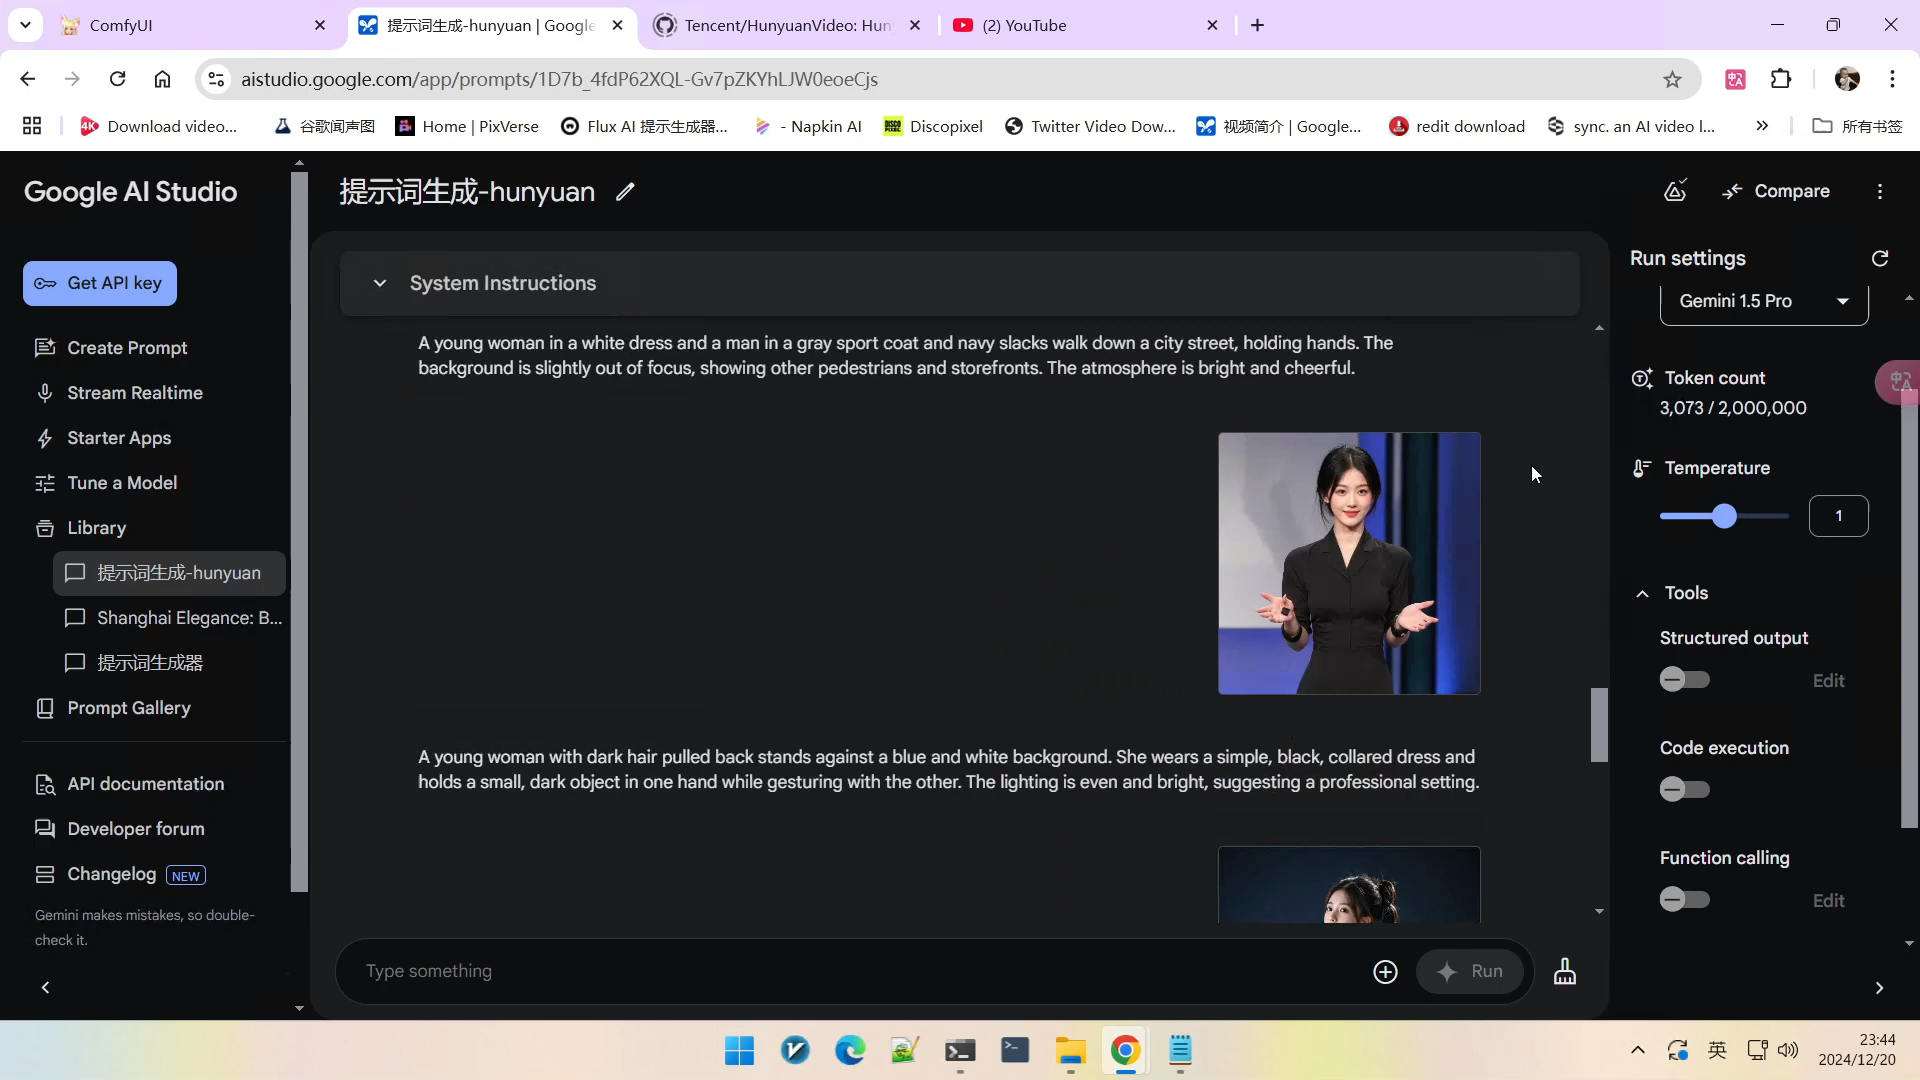 ComfyUI
提示词生成-hunyuan | Google
Tencent/HunyuanVideo: Hun
(2) YouTube
aistudio.google.com/app/prompts/1D7b_4fdP62XQL-Gv7pZKYhLJW0eoeCjs
Download video...
谷歌闻声图
Home | PixVerse
Flux AI 提示生成器...
- Napkin AI
Discopixel
Twitter Video Dow...
视频简介 | Google...
redit download
sync. an AI video l...
所有书签
Google AI Studio
提示词生成-hunyuan
Compare
Get API key
System Instructions
Run settings
Gemini 1.5 Pro
Create Prompt
Stream Realtime
Starter Apps
Tune a Model
Library
提示词生成-hunyuan
Shanghai Elegance: B...
提示词生成器
Prompt Gallery
API documentation
Developer forum
Changelog NEW
Gemini makes mistakes, so double-
check it.
A young woman in a white dress and a man in a gray sport coat and navy slacks walk down a city street, holding hands. The
background is slightly out of focus, showing other pedestrians and storefronts. The atmosphere is bright and cheerful.
A young woman with dark hair pulled back stands against a blue and white background. She wears a simple, black, collared dress and
holds a small, dark object in one hand while gesturing with the other. The lighting is even and bright, suggesting a professional setting.
Type something
Run
Token count
3,073 / 2,000,000
Temperature
1
Tools
Structured output
Edit
Code execution
Function calling
Edit
英
23:44
2024/12/20